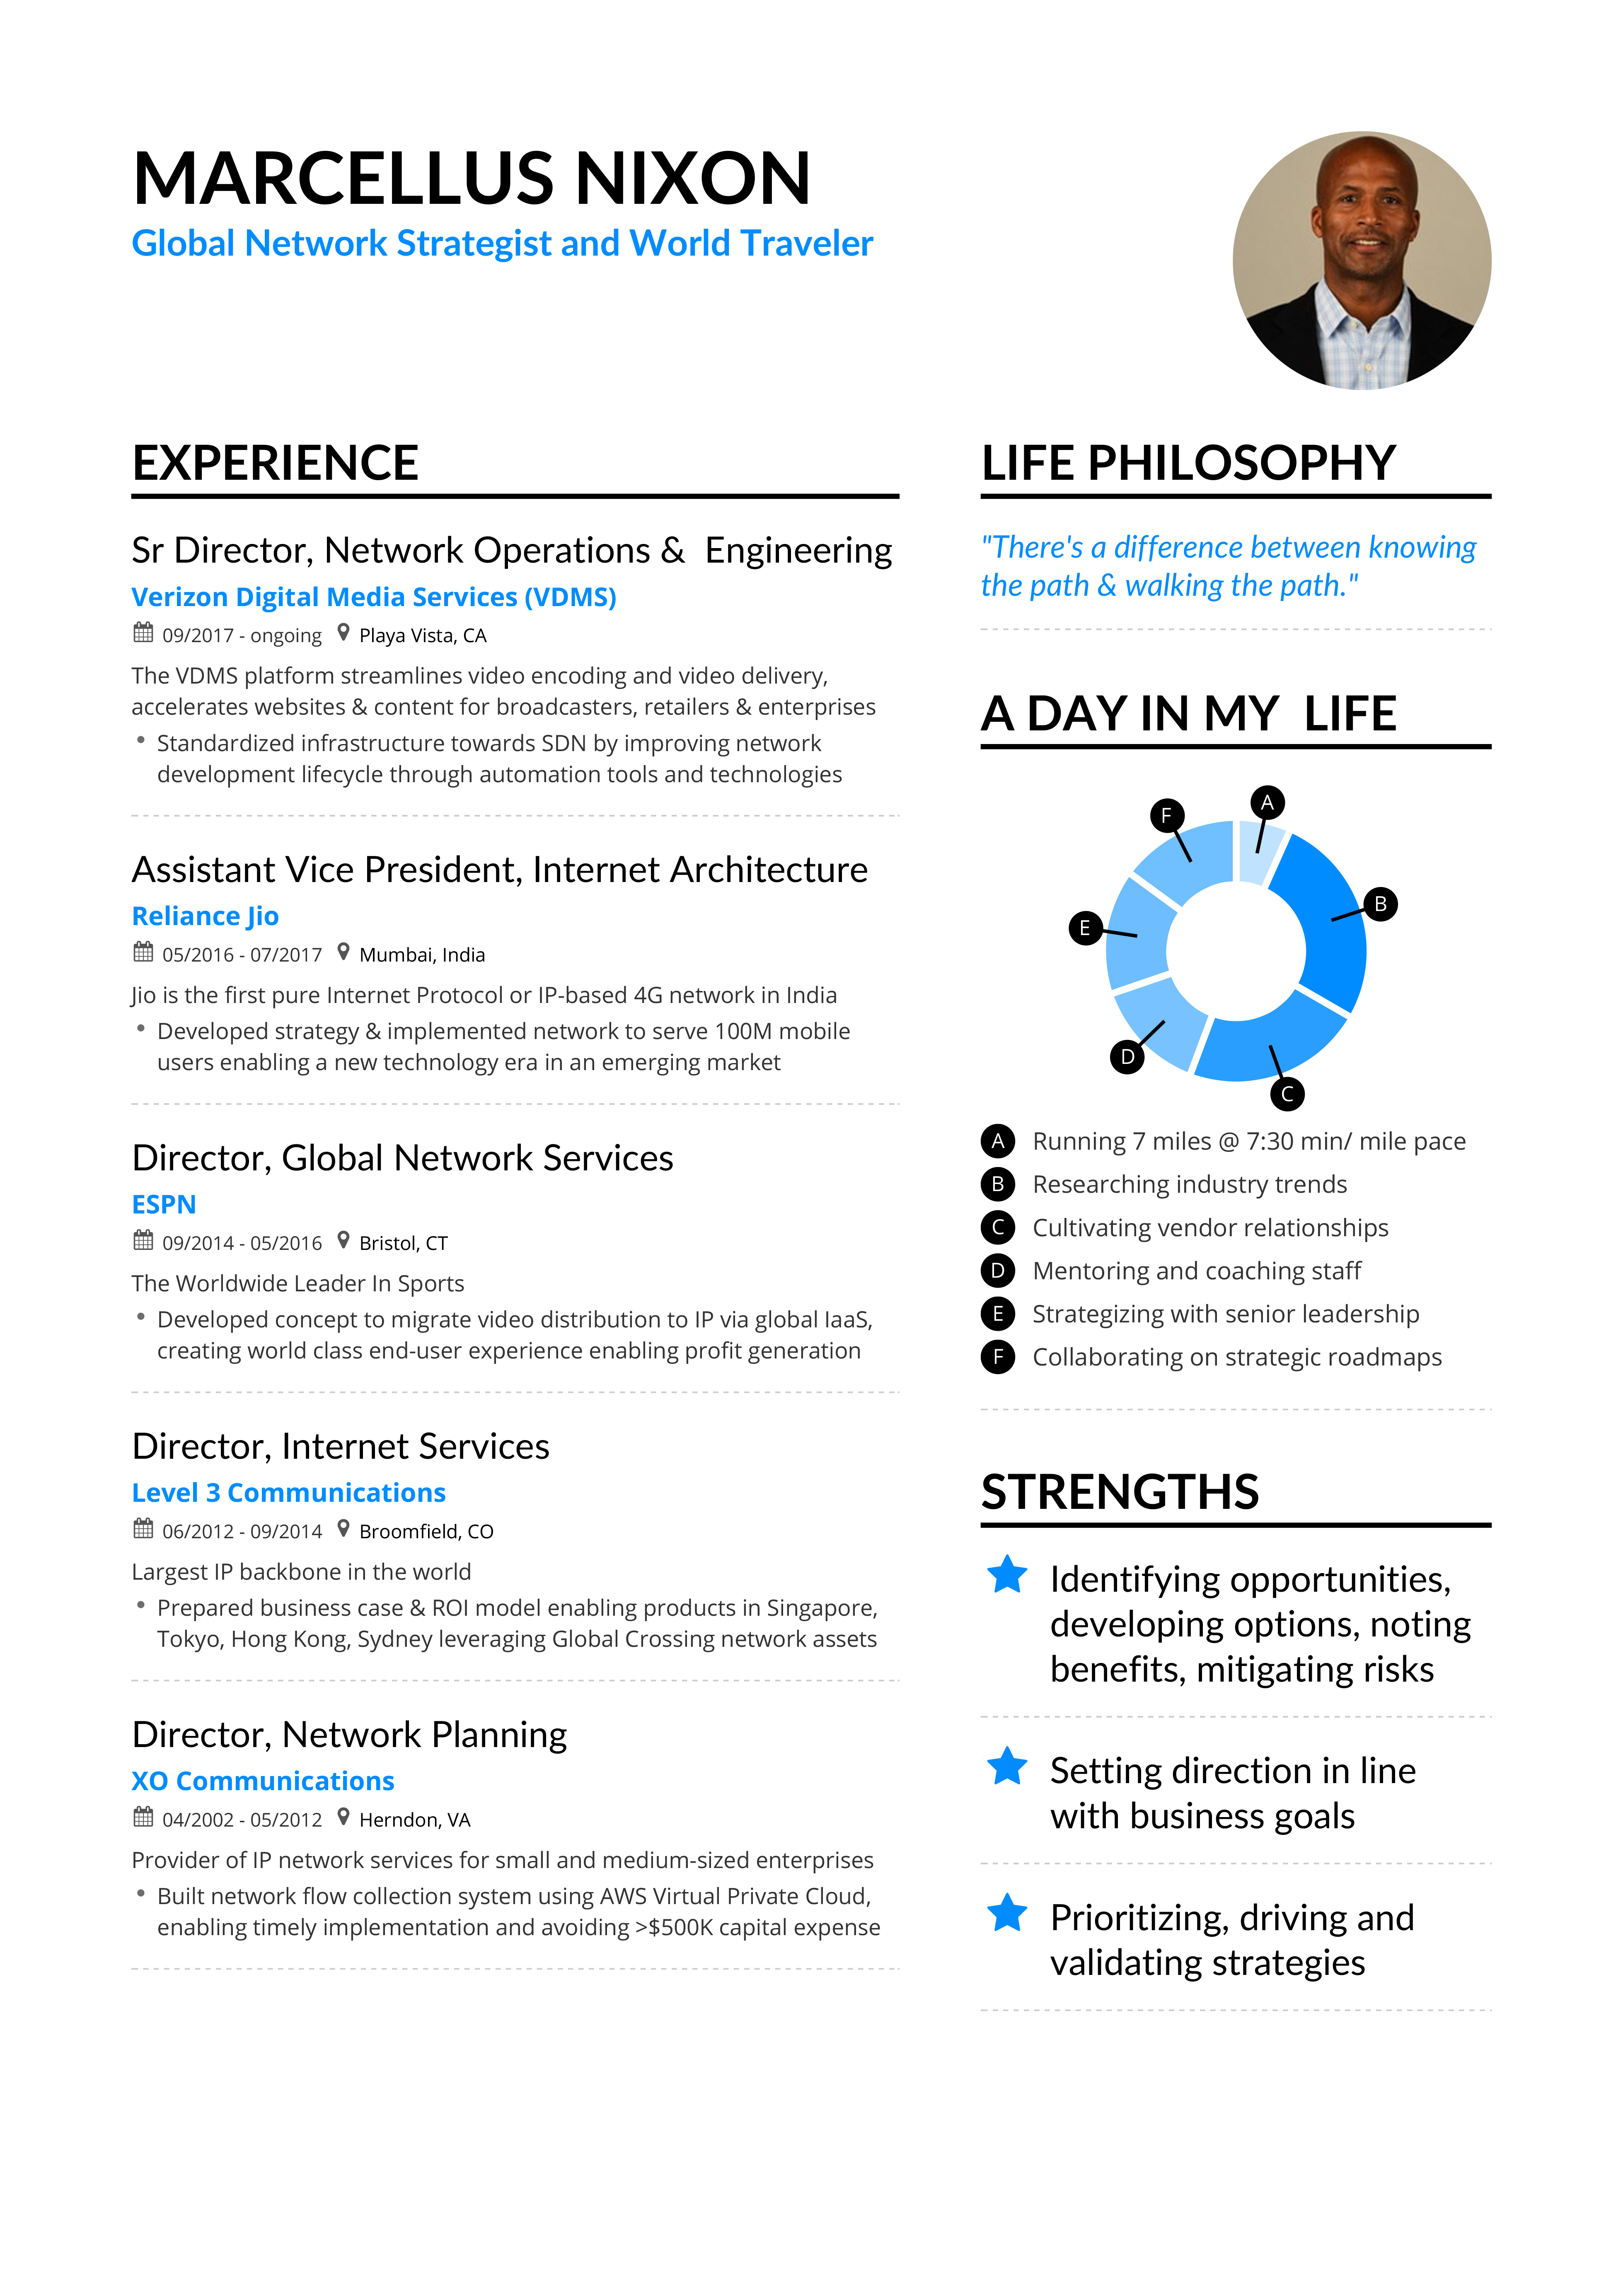 MARCELLUS NIXON
Global Network Strategist and World Traveler
EXPERIENCE
Sr Director, Network Operations &  Engineering
Verizon Digital Media Services (VDMS)
09/2017 - ongoing Playa Vista, CA
The VDMS platform streamlines video encoding and video delivery,
accelerates websites & content for broadcasters, retailers & enterprises
• Standardized infrastructure towards SDN by improving network
development lifecycle through automation tools and technologies
Assistant Vice President, Internet Architecture
Reliance Jio
05/2016 - 07/2017 Mumbai, India
Jio is the first pure Internet Protocol or IP-based 4G network in India
• Developed strategy & implemented network to serve 100M mobile
users enabling a new technology era in an emerging market
Director, Global Network Services
ESPN
09/2014 - 05/2016 Bristol, CT
The Worldwide Leader In Sports
• Developed concept to migrate video distribution to IP via global IaaS,
creating world class end-user experience enabling profit generation
Director, Internet Services
Level 3 Communications
06/2012 - 09/2014 Broomfield, CO
Largest IP backbone in the world
• Prepared business case & ROI model enabling products in Singapore,
Tokyo, Hong Kong, Sydney leveraging Global Crossing network assets
Director, Network Planning
XO Communications
04/2002 - 05/2012 Herndon, VA
Provider of IP network services for small and medium-sized enterprises
• Built network flow collection system using AWS Virtual Private Cloud,
enabling timely implementation and avoiding >$500K capital expense
LIFE PHILOSOPHY
"There's a difference between knowing
the path & walking the path."
A DAY IN MY  LIFE
A
F
B
E
D
C
A Running 7 miles @ 7:30 min/ mile pace
B Researching industry trends
C Cultivating vendor relationships
D Mentoring and coaching staff
E Strategizing with senior leadership
F Collaborating on strategic roadmaps
STRENGTHS
Identifying opportunities,
developing options, noting
benefits, mitigating risks
Setting direction in line
with business goals
Prioritizing, driving and
validating strategies